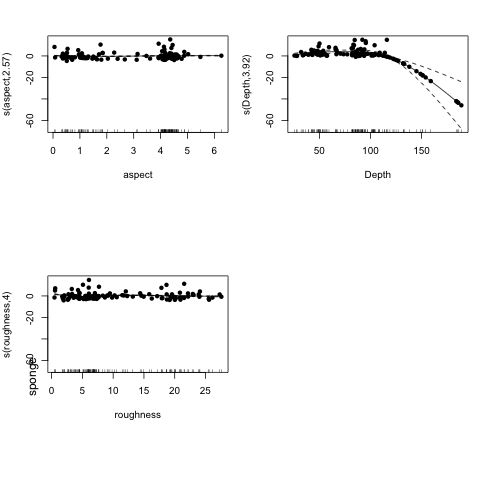 s(aspect,2.57)
0
-20
-60
0 1 2 3 4 5 6
aspect
s(Depth,3.92)
0
-20
-60
50 100 150
Depth
s(roughness,4)
0
-20
-60
sponge
0 5 10 15 20 25
roughness